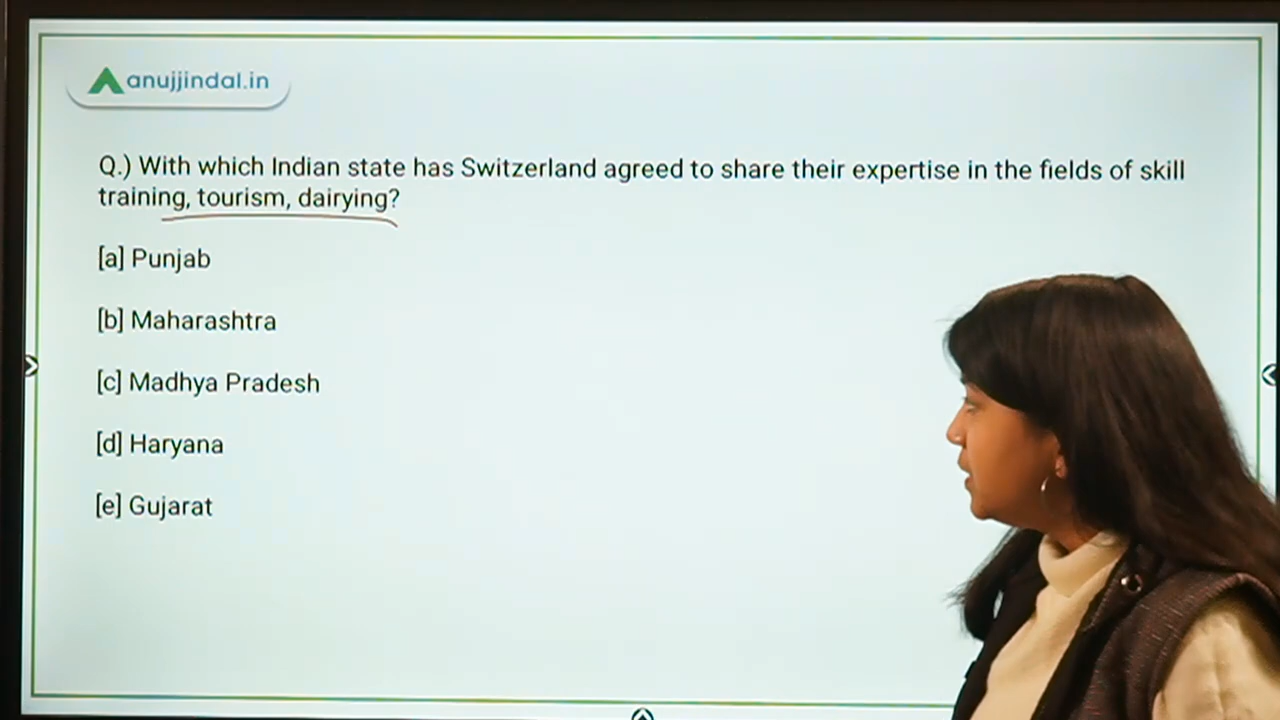 anujjindal.in
Q.) With which Indian state has Switzerland agreed to share their expertise in the fields of skill
training, tourism, dairying?
[a] Punjab
[b] Maharashtra
[c] Madhya Pradesh
[d] Haryana
[e] Gujarat